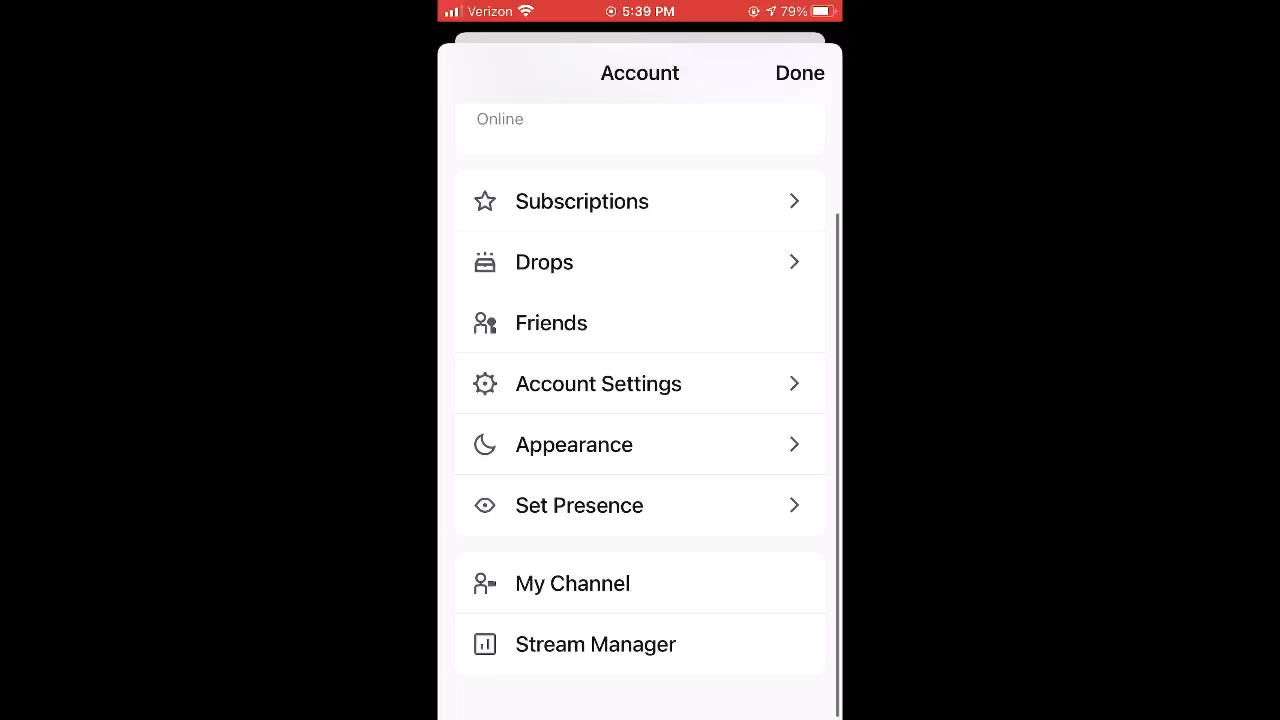 Verizon 5:39 PM 79%
Account Done
Online
Subscriptions
Drops
Friends
Account Settings
Appearance
Set Presence
My Channel
Stream Manager